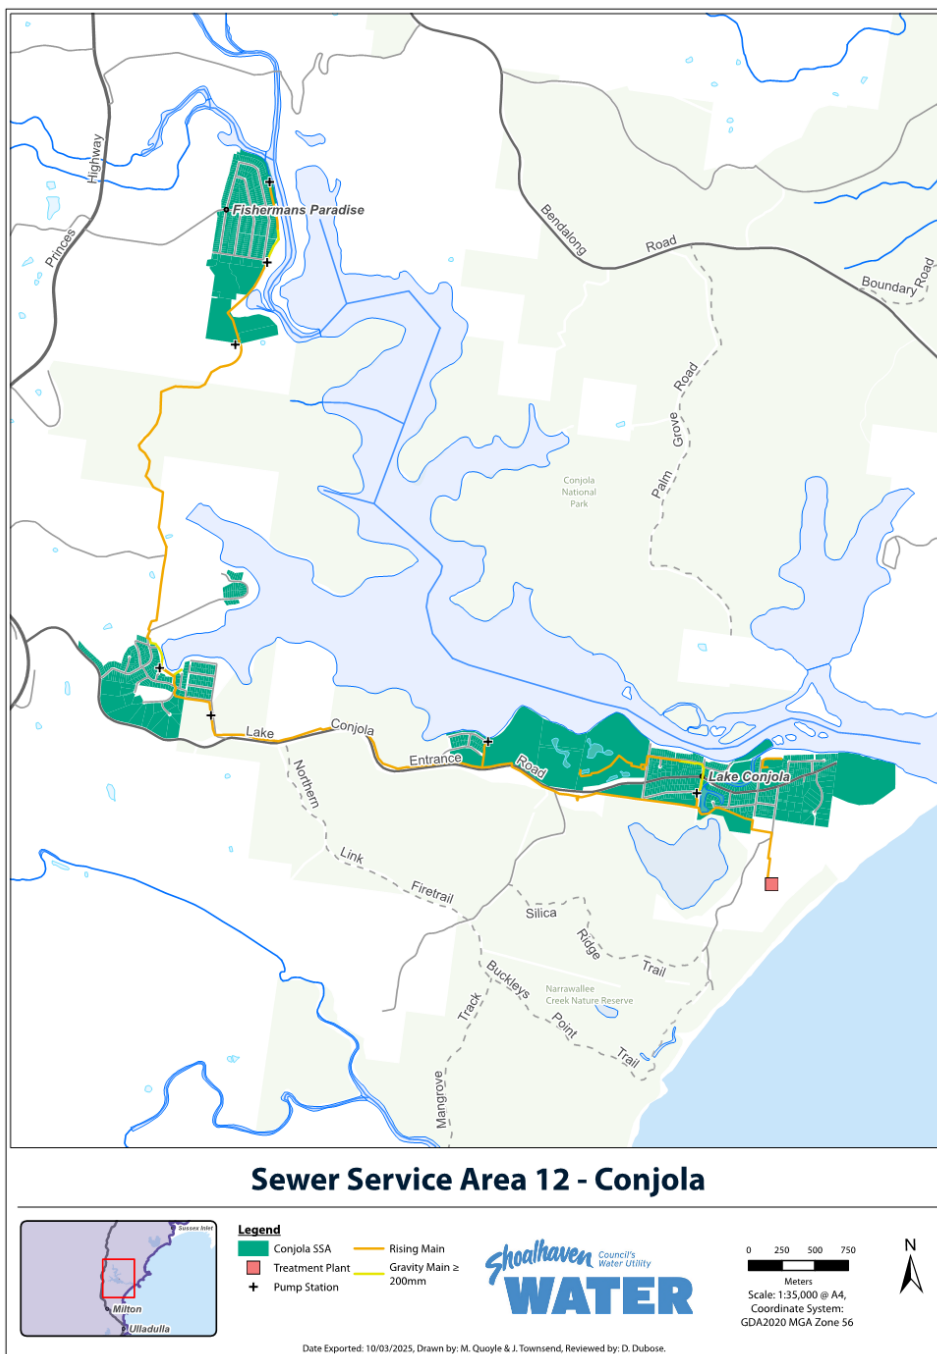 Highway
Princes
Fishermans Paradise
Bendalong
Road
Boundary
Road
Road
Grove
Palm
Conjola
National
Park
Lake
Conjola
Entrance
Road
Lake Conjola
Northern
Link
Firetrail
Silica
Ridge
Trail
Buckleys
Point
Trail
Track
Mangrove
Narrawallee
Creek Nature Reserve
Sewer Service Area 12 - Conjola
Sussex Inlet
Milton
Ulladulla
Legend
Conjola SSA
Treatment Plant
Pump Station
Rising Main
Gravity Main ≥
200mm
Shoalhaven
Council's
Water Utility
WATER
0 250 500 750
Meters
Scale: 1:35,000 @ A4,
Coordinate System:
GDA2020 MGA Zone 56
N
Date Exported: 10/03/2025, Drawn by: M. Quoyle & J. Townsend, Reviewed by: D. Dubose.